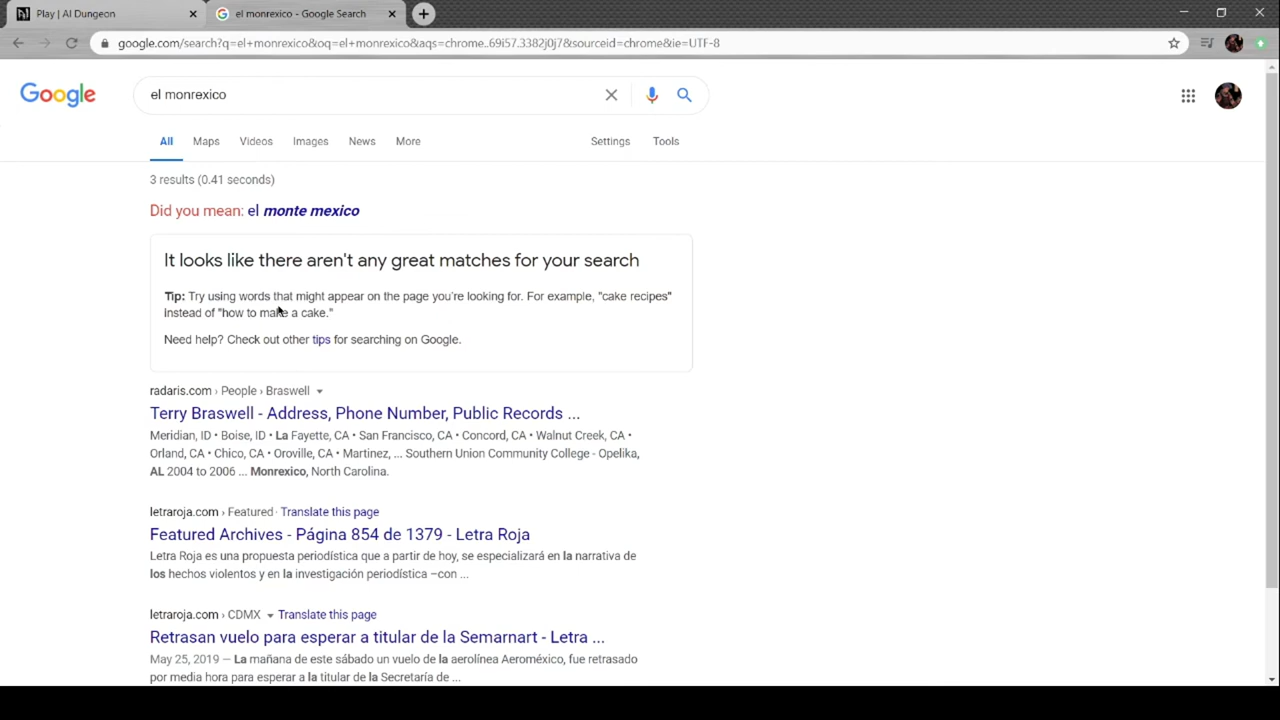 Play | AI Dungeon
el monrexico - Google Search
google.com/search?q=el+monrexico&oq=el+monrexico&aqs=chrome..69i57.3382j0j7&sourceid=chrome&ie=UTF-8
Google
el monrexico
All Maps Videos Images News More Settings Tools
3 results (0.41 seconds)
Did you mean: el monte mexico
It looks like there aren't any great matches for your search
Tip: Try using words that might appear on the page you're looking for. For example, "cake recipes"
instead of "how to make a cake."
Need help? Check out other tips for searching on Google.
radaris.com › People › Braswell
Terry Braswell - Address, Phone Number, Public Records ...
Meridian, ID • Boise, ID • La Fayette, CA • San Francisco, CA • Concord, CA • Walnut Creek, CA •
Orland, CA • Chico, CA • Oroville, CA • Martinez, ... Southern Union Community College - Opelika,
AL 2004 to 2006 ... Monrexico, North Carolina.
letraroja.com › Featured · Translate this page
Featured Archives - Página 854 de 1379 - Letra Roja
Letra Roja es una propuesta periodística que a partir de hoy, se especializará en la narrativa de
los hechos violentos y en la investigación periodística –con ...
letraroja.com › CDMX Translate this page
Retrasan vuelo para esperar a titular de la Semarnart - Letra ...
May 25, 2019 — La mañana de este sábado un vuelo de la aerolínea Aeroméxico, fue retrasado
por media hora para esperar a la titular de la Secretaría de ...